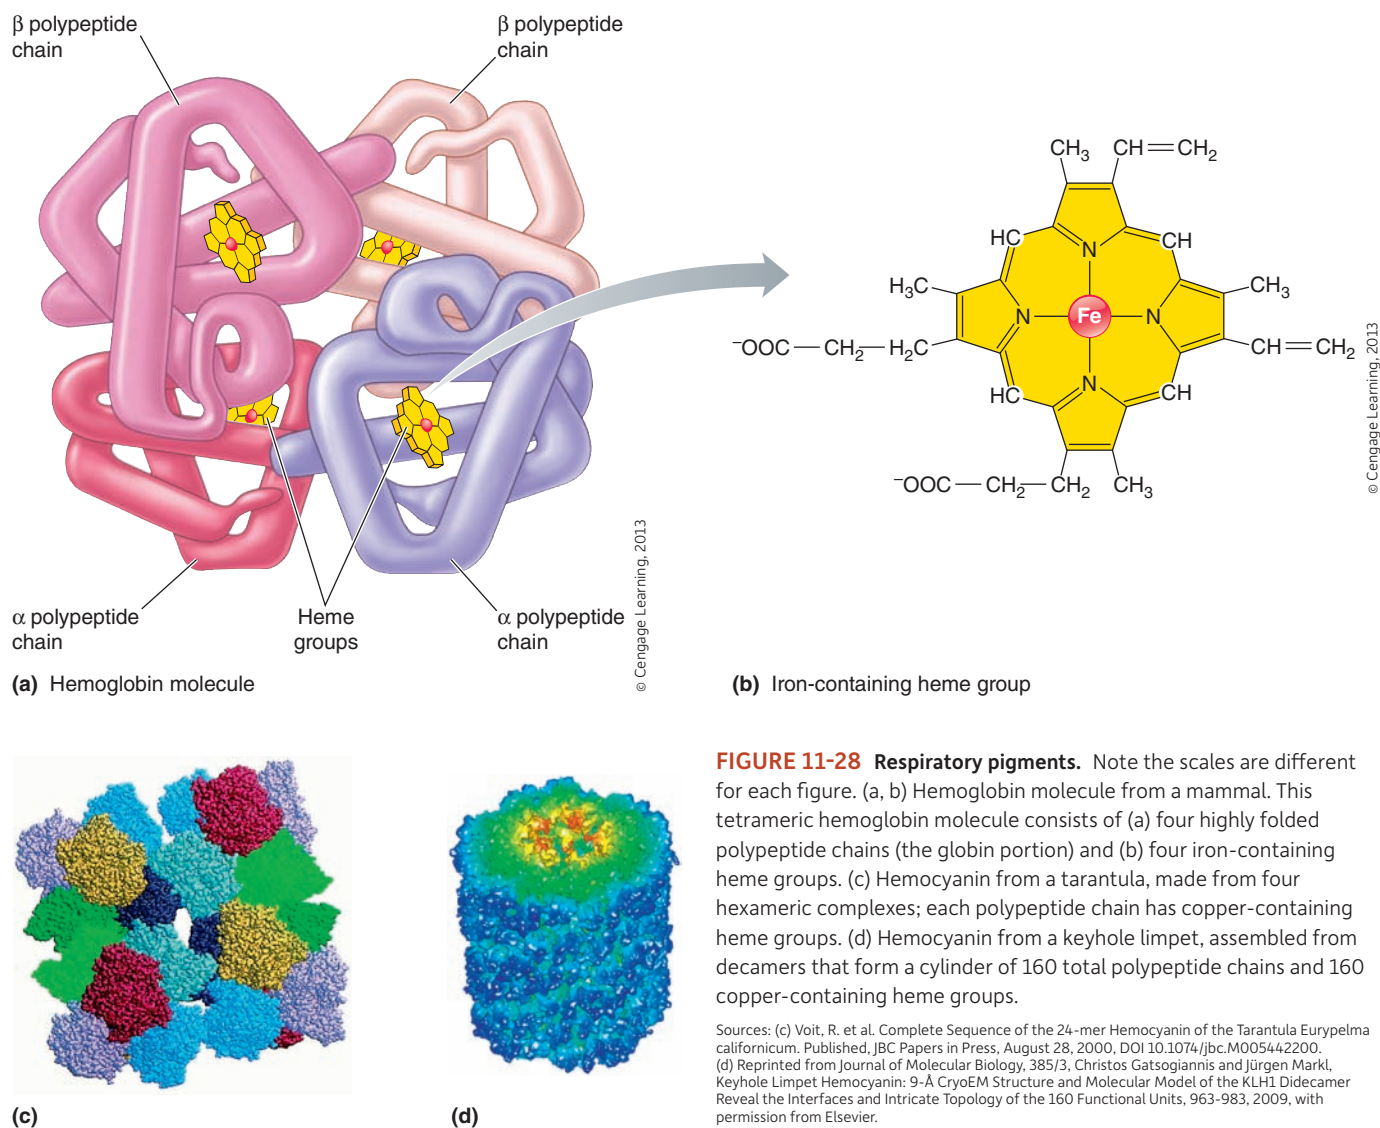 β polypeptide
chain
β polypeptide
chain
α polypeptide
chain
Heme
groups
α polypeptide
chain
© Cengage Learning, 2013
(a) Hemoglobin molecule
CH₃ CH=CH₂
HC CH
N
H₃C CH₃
N Fe N
⁻OOC—CH₂—H₂C CH=CH₂
N
HC CH
⁻OOC—CH₂—CH₂ CH₃
© Cengage Learning, 2013
(b) Iron-containing heme group
(c)
(d)
FIGURE 11-28 Respiratory pigments. Note the scales are different
for each figure. (a, b) Hemoglobin molecule from a mammal. This
tetrameric hemoglobin molecule consists of (a) four highly folded
polypeptide chains (the globin portion) and (b) four iron-containing
heme groups. (c) Hemocyanin from a tarantula, made from four
hexameric complexes; each polypeptide chain has copper-containing
heme groups. (d) Hemocyanin from a keyhole limpet, assembled from
decamers that form a cylinder of 160 total polypeptide chains and 160
copper-containing heme groups.
Sources: (c) Voit, R. et al. Complete Sequence of the 24-mer Hemocyanin of the Tarantula Eurypelma
californicum. Published, JBC Papers in Press, August 28, 2000, DOI 10.1074/jbc.M005442200.
(d) Reprinted from Journal of Molecular Biology, 385/3, Christos Gatsogiannis and Jürgen Markl,
Keyhole Limpet Hemocyanin: 9-Å CryoEM Structure and Molecular Model of the KLH1 Didecamer
Reveal the Interfaces and Intricate Topology of the 160 Functional Units, 963-983, 2009, with
permission from Elsevier.